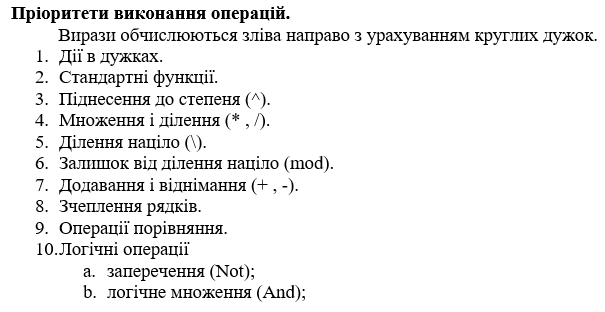 Пріоритети виконання операцій.
Вирази обчислюються зліва направо з урахуванням круглих дужок.
1. Дії в дужках.
2. Стандартні функції.
3. Піднесення до степеня (^).
4. Множення і ділення (* , /).
5. Ділення націло (\).
6. Залишок від ділення націло (mod).
7. Додавання і віднімання (+ , -).
8. Зчеплення рядків.
9. Операції порівняння.
10.Логічні операції
a. заперечення (Not);
b. логічне множення (And);